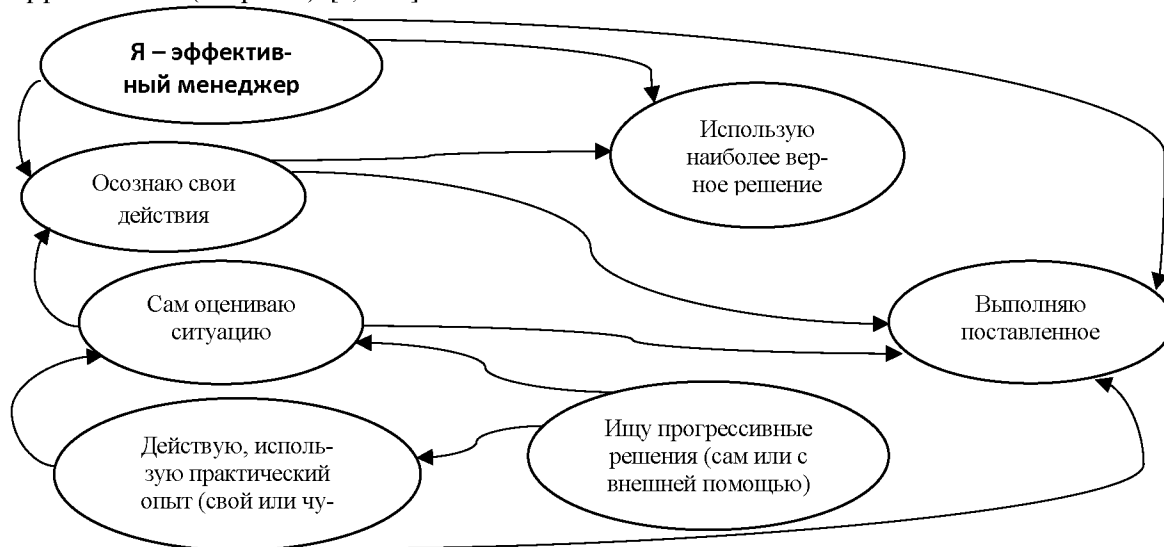 Я – эффектив-
ный менеджер
Использую
наиболее вер-
ное решение
Осознаю свои
действия
Сам оцениваю
ситуацию
Выполняю
поставленное
Действую, исполь-
зую практический
опыт (свой или чу-
Ищу прогрессивные
решения (сам или с
внешней помощью)